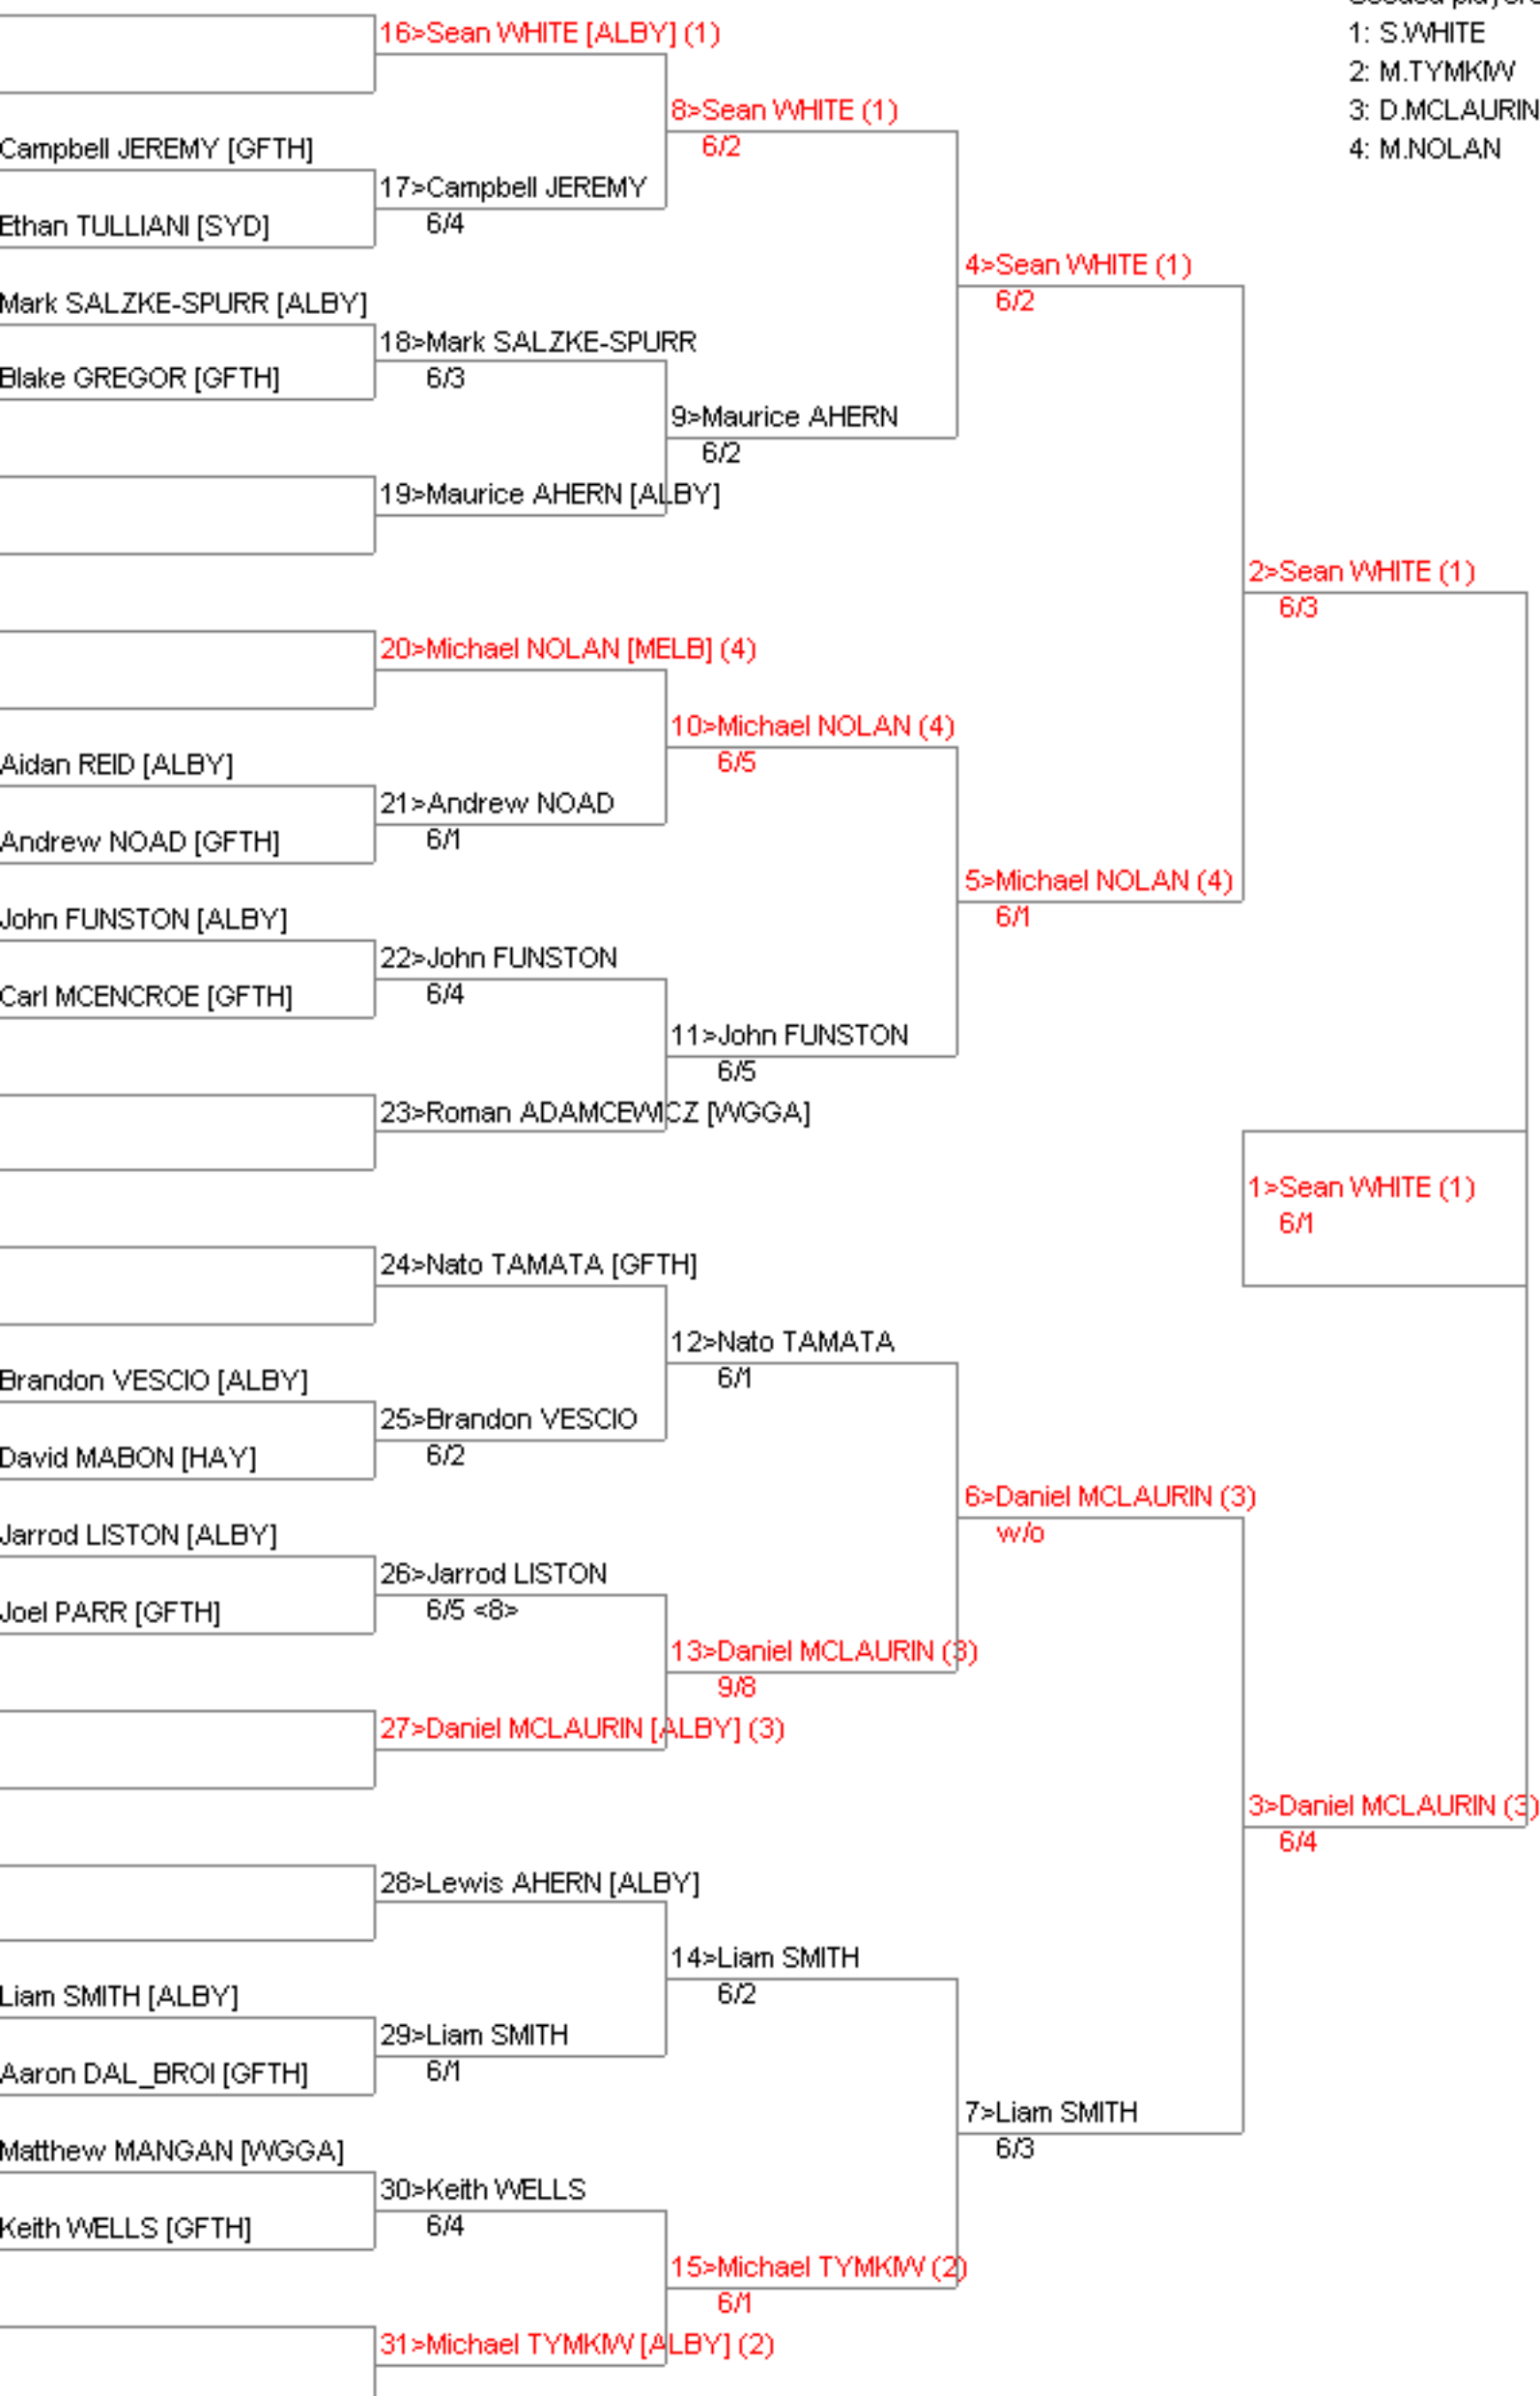 Seeded players
1: S.WHITE
2: M.TYMKIW
3: D.MCLAURIN
4: M.NOLAN
16>Sean WHITE [ALBY] (1)
8>Sean WHITE (1)
6/2
Campbell JEREMY [GFTH]
17>Campbell JEREMY
6/4
Ethan TULLIANI [SYD]
4>Sean WHITE (1)
6/2
Mark SALZKE-SPURR [ALBY]
18>Mark SALZKE-SPURR
6/3
Blake GREGOR [GFTH]
9>Maurice AHERN
6/2
19>Maurice AHERN [ALBY]
2>Sean WHITE (1)
6/3
20>Michael NOLAN [MELB] (4)
10>Michael NOLAN (4)
6/5
Aidan REID [ALBY]
21>Andrew NOAD
6/1
Andrew NOAD [GFTH]
5>Michael NOLAN (4)
6/1
John FUNSTON [ALBY]
22>John FUNSTON
6/4
Carl MCENCROE [GFTH]
11>John FUNSTON
6/5
23>Roman ADAMCEWICZ [WGGA]
1>Sean WHITE (1)
6/1
24>Nato TAMATA [GFTH]
12>Nato TAMATA
6/1
Brandon VESCIO [ALBY]
25>Brandon VESCIO
6/2
David MABON [HAY]
6>Daniel MCLAURIN (3)
w/o
Jarrod LISTON [ALBY]
26>Jarrod LISTON
6/5 <8>
Joel PARR [GFTH]
13>Daniel MCLAURIN (3)
9/8
27>Daniel MCLAURIN [ALBY] (3)
3>Daniel MCLAURIN (3)
6/4
28>Lewis AHERN [ALBY]
14>Liam SMITH
6/2
Liam SMITH [ALBY]
29>Liam SMITH
6/1
Aaron DAL_BROI [GFTH]
7>Liam SMITH
6/3
Matthew MANGAN [WGGA]
30>Keith WELLS
6/4
Keith WELLS [GFTH]
15>Michael TYMKIW (2)
6/1
31>Michael TYMKIW [ALBY] (2)